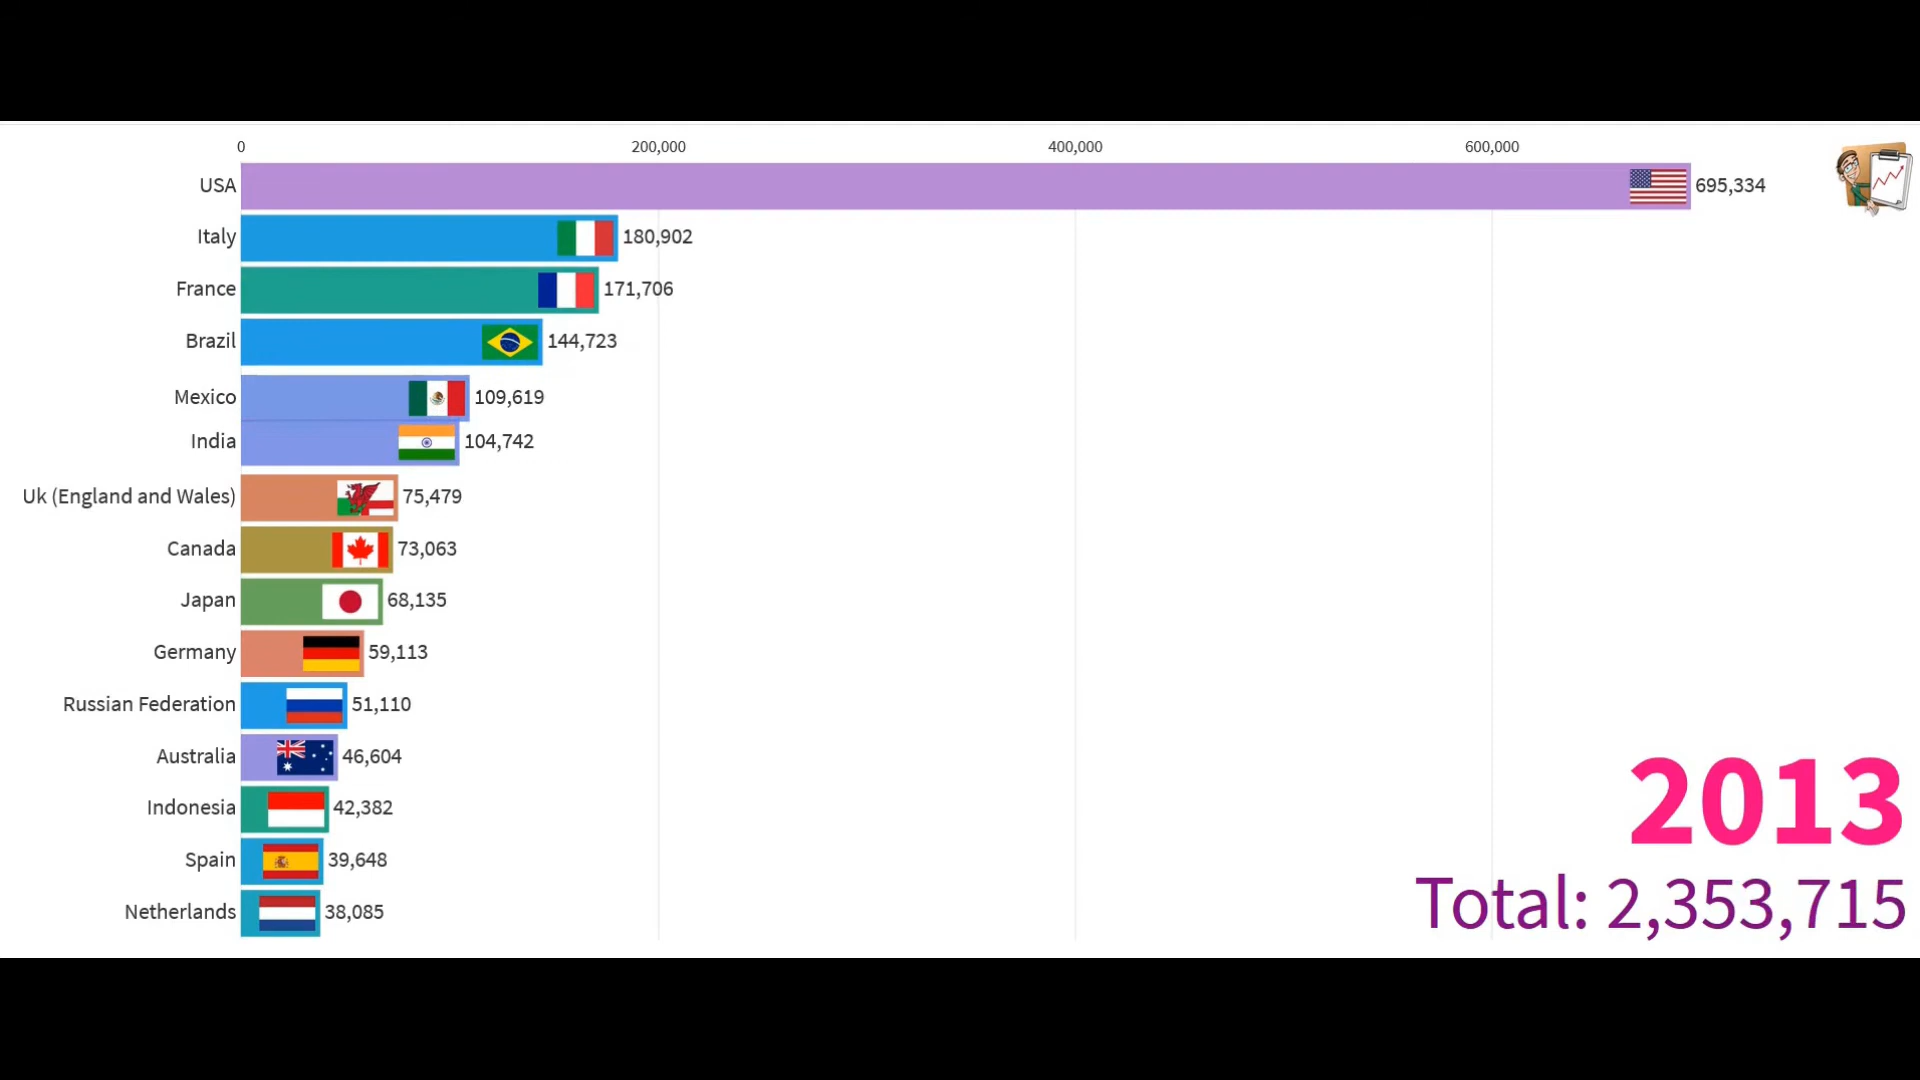 0 200,000 400,000 600,000
USA 695,334
Italy 180,902
France 171,706
Brazil 144,723
Mexico 109,619
India 104,742
Uk (England and Wales) 75,479
Canada 73,063
Japan 68,135
Germany 59,113
Russian Federation 51,110
Australia 46,604
Indonesia 42,382
Spain 39,648
Netherlands 38,085
2013
Total: 2,353,715